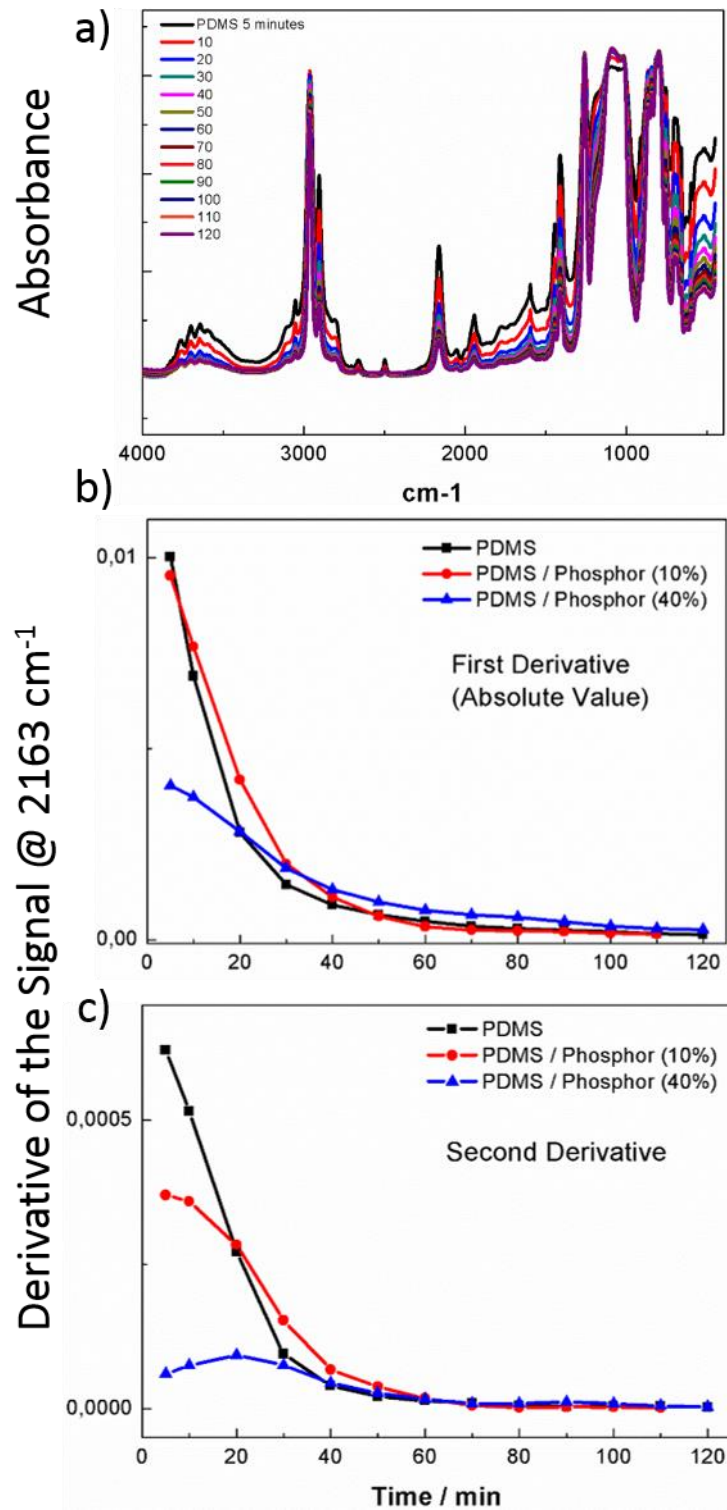 a)
PDMS 5 minutes
10
20
30
40
50
60
70
80
90
100
110
120
Absorbance
4000 3000 2000 1000
cm-1
b)
0,01
PDMS
PDMS / Phosphor (10%)
PDMS / Phosphor (40%)
First Derivative
(Absolute Value)
0,00
0 20 40 60 80 100 120
Derivative of the Signal @ 2163 cm-1
c)
PDMS
PDMS / Phosphor (10%)
PDMS / Phosphor (40%)
0,0005
Second Derivative
0,0000
0 20 40 60 80 100 120
Time / min